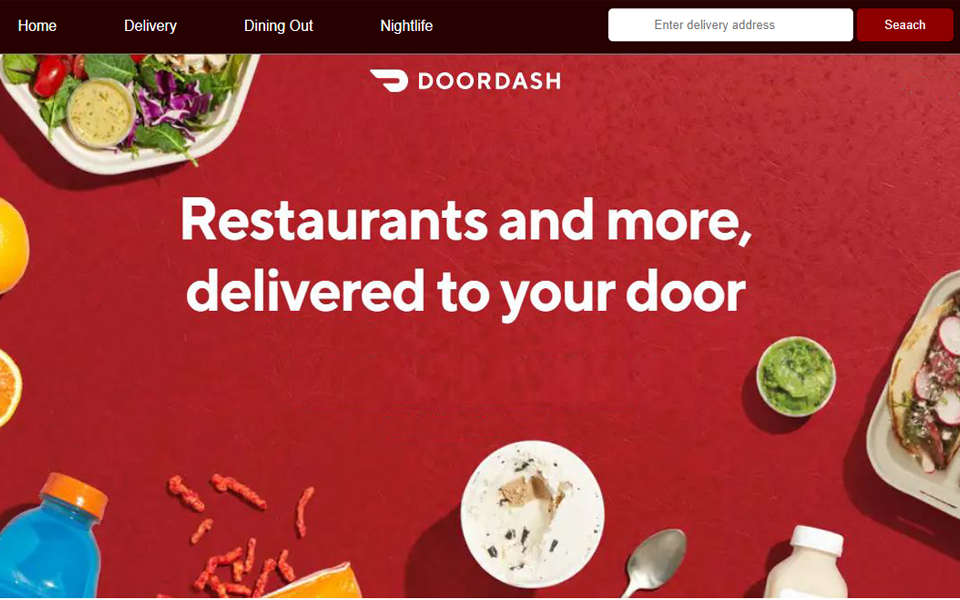 Home
Delivery
Dining Out
Nightlife
Enter delivery address
Seaach
DOORDASH
Restaurants and more,
delivered to your door